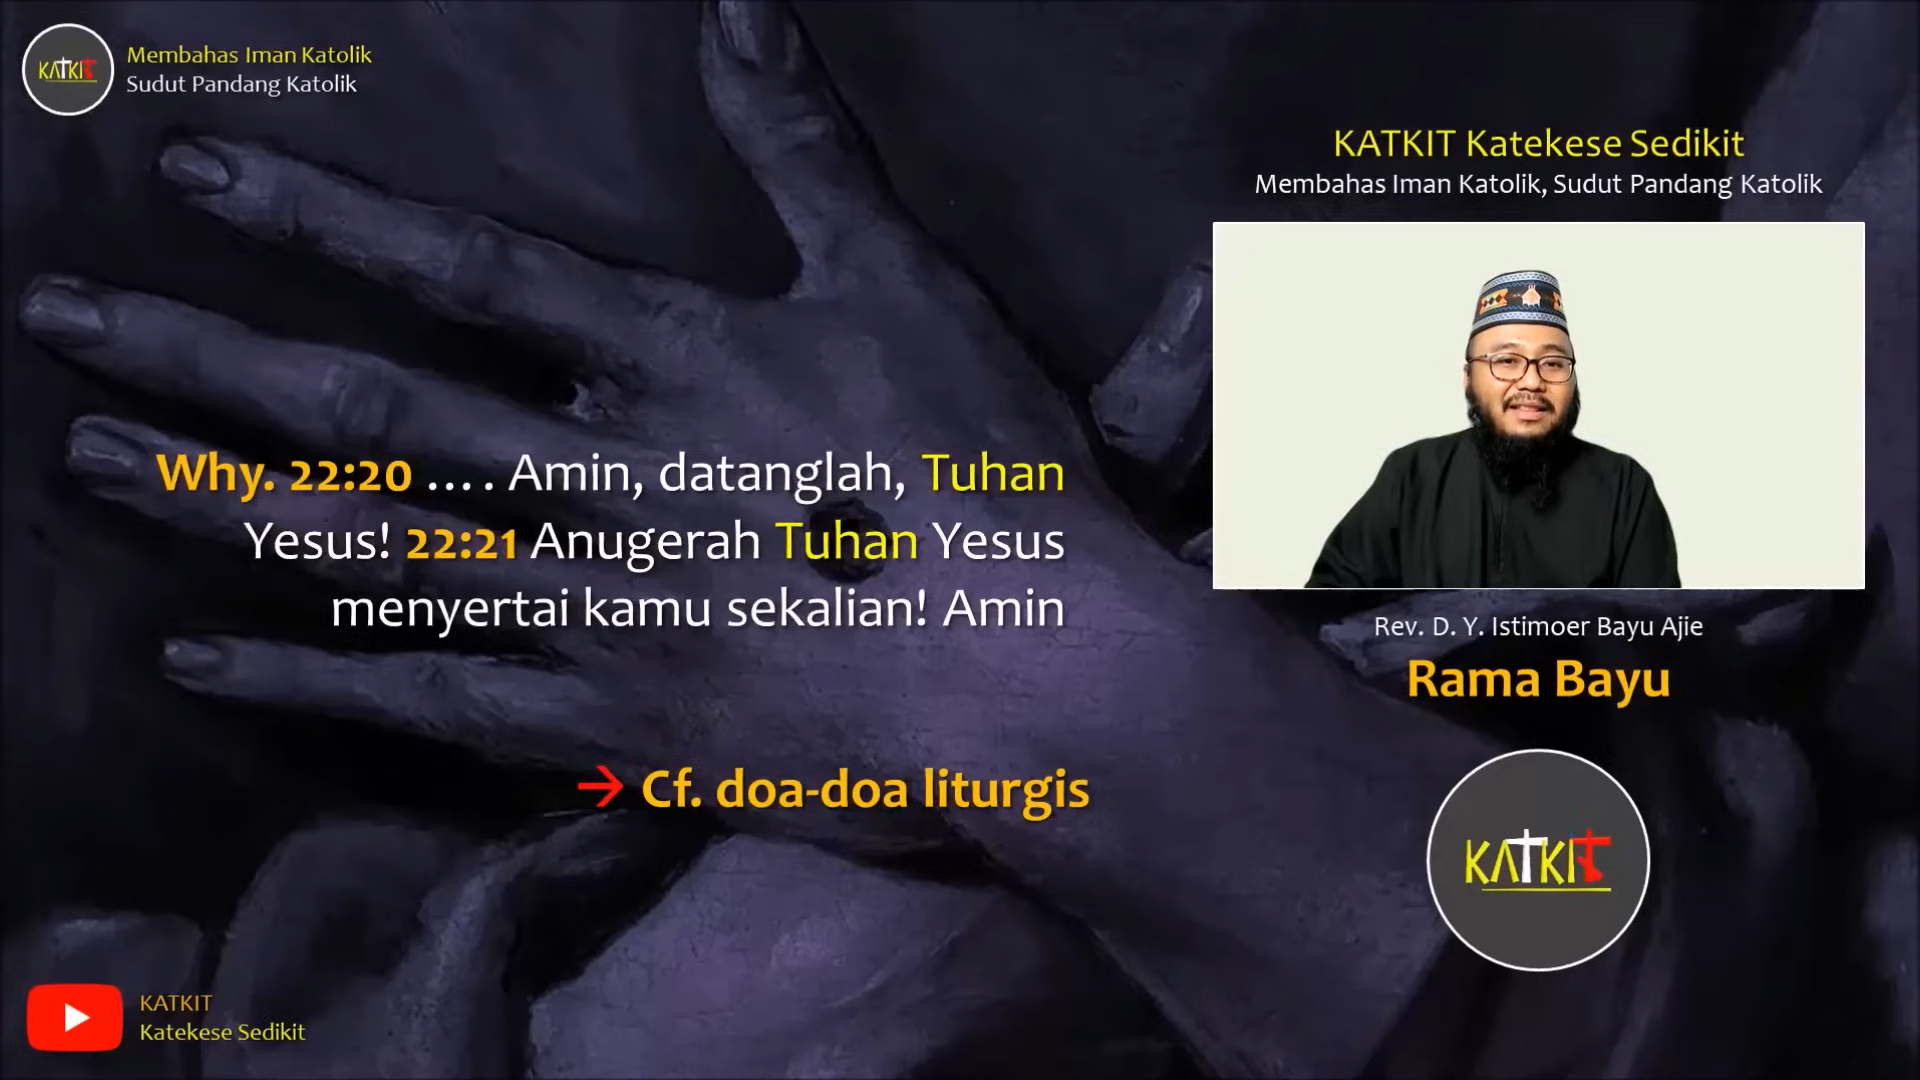 KATKIT
Membahas Iman Katolik
Sudut Pandang Katolik
KATKIT Katekese Sedikit
Membahas Iman Katolik, Sudut Pandang Katolik
Why. 22:20 .... Amin, datanglah, Tuhan
Yesus! 22:21 Anugerah Tuhan Yesus
menyertai kamu sekalian! Amin
→ Cf. doa-doa liturgis
Rev. D. Y. Istimoer Bayu Ajie
Rama Bayu
KATKIT
KATKIT
Katekese Sedikit